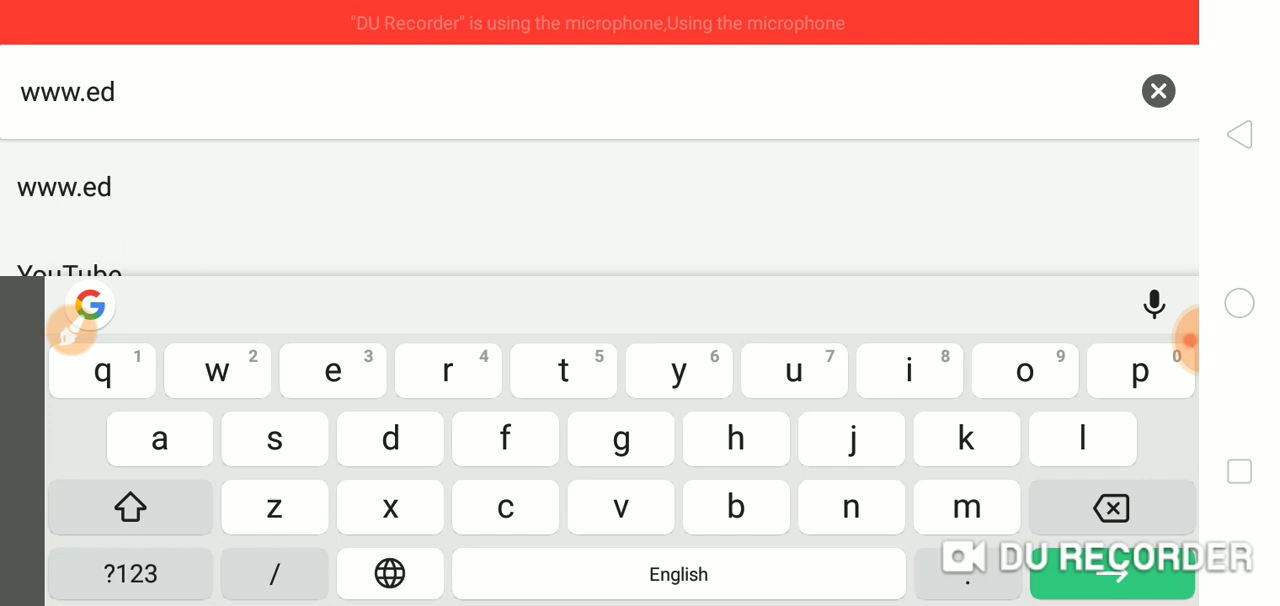 "DU Recorder" is using the microphone,Using the microphone
www.ed
www.ed
YouTube
G
q 1 w 2 e 3 r 4 t 5 y 6 u 7 i 8 o 9 p 0
a s d f g h j k l
z x c v b n m
?123 / English .
DU RECORDER